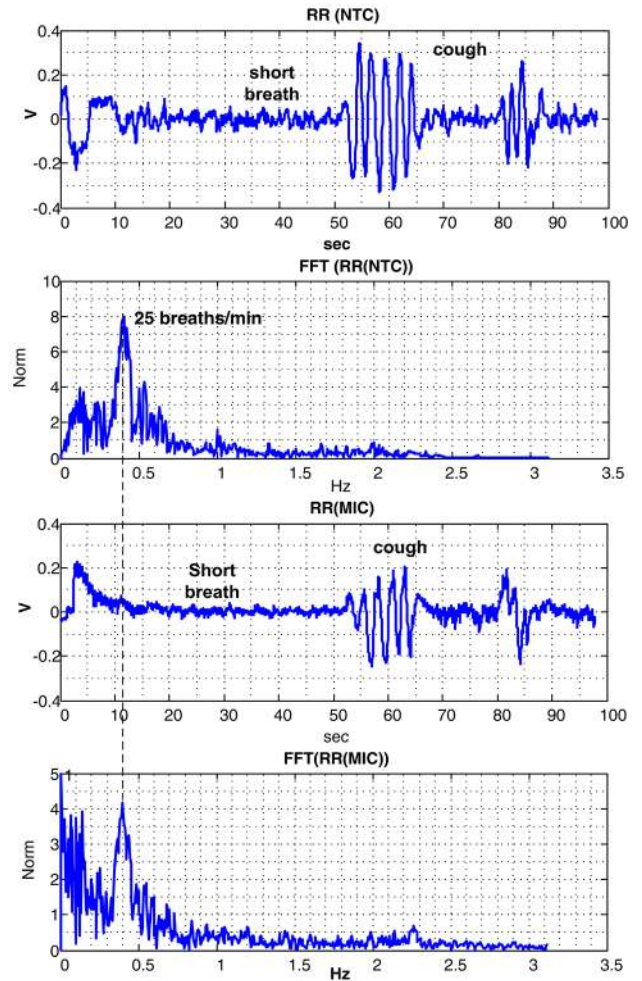 RR (NTC)
0.4
cough
0.2
short
breath
V
0
-0.2
-0.4
0 10 20 30 40 50 60 70 80 90 100
sec
FFT (RR(NTC))
10
25 breaths/min
8
6
Norm
4
2
0
0 0.5 1 1.5 2 2.5 3 3.5
Hz
RR(MIC)
0.4
cough
Short
breath
0.2
V
0
-0.2
-0.4
0 10 20 30 40 50 60 70 80 90 100
sec
FFT(RR(MIC))
5 1
4
3
Norm
2
1
0
0 0.5 1 1.5 2 2.5 3 3.5
Hz